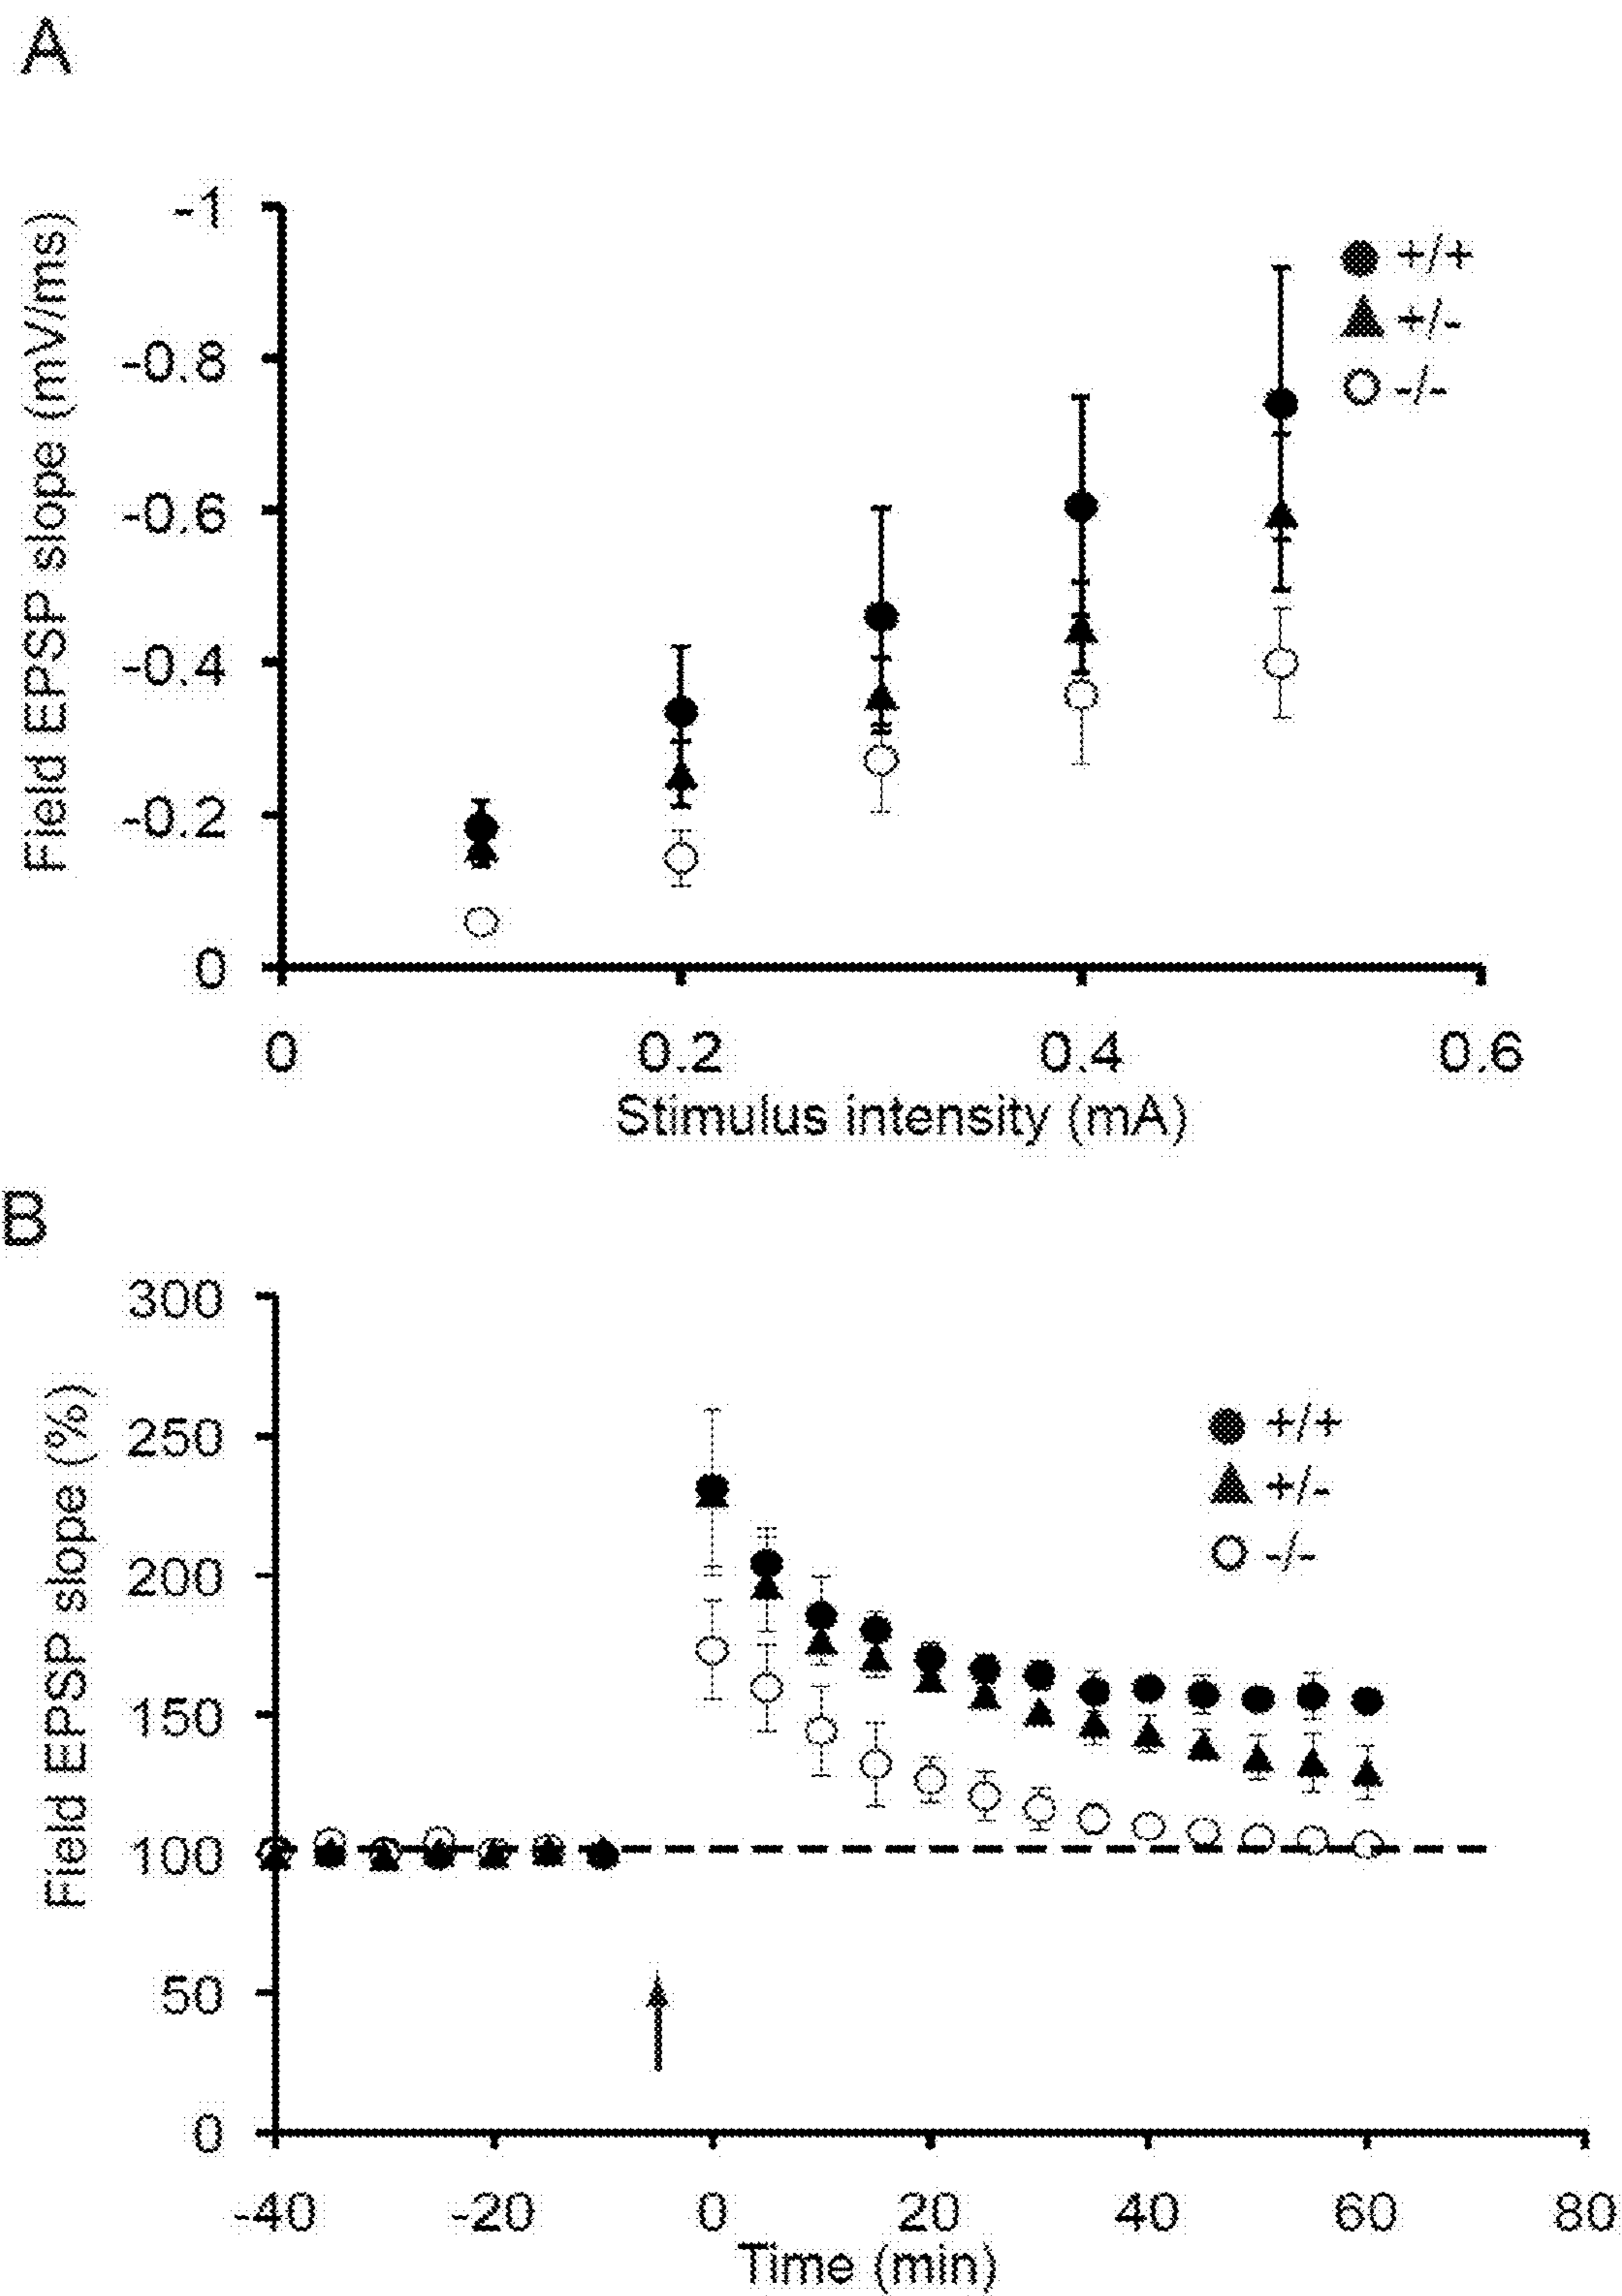 A
Field EPSP slope (mV/ms)
-1
-0.8
-0.6
-0.4
-0.2
0
+/+
+/-
-/-
0 0.2 0.4 0.6
Stimulus intensity (mA)
B
Field EPSP slope (%)
300
250
200
150
100
50
0
+/+
+/-
-/-
-40 -20 0 20 40 60 80
Time (min)